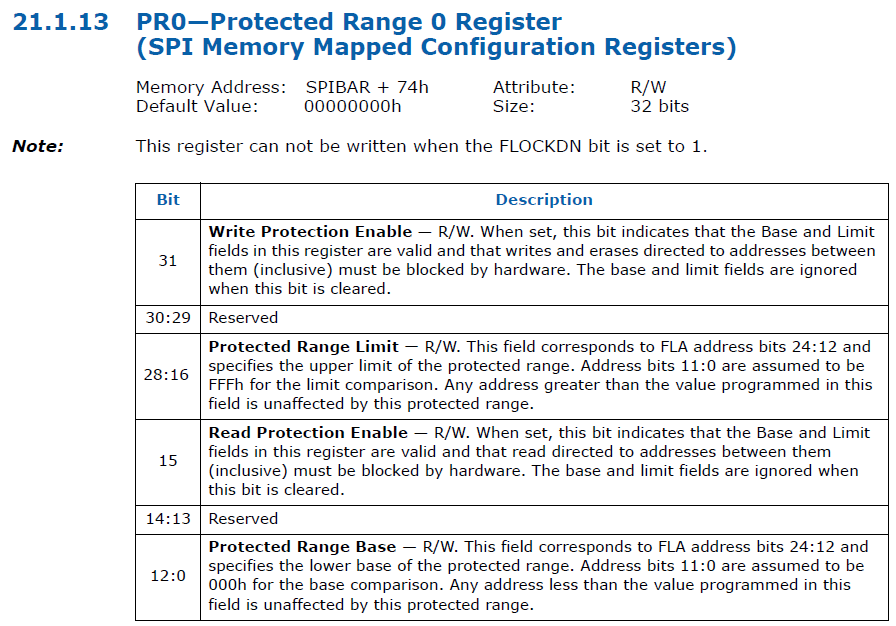 21.1.13 PR0—Protected Range 0 Register
(SPI Memory Mapped Configuration Registers)
Memory Address: SPIBAR + 74h Attribute: R/W
Default Value: 00000000h Size: 32 bits
Note: This register can not be written when the FLOCKDN bit is set to 1.
Bit Description
31
Write Protection Enable — R/W. When set, this bit indicates that the Base and Limit
fields in this register are valid and that writes and erases directed to addresses between
them (inclusive) must be blocked by hardware. The base and limit fields are ignored
when this bit is cleared.
30:29 Reserved
28:16
Protected Range Limit — R/W. This field corresponds to FLA address bits 24:12 and
specifies the upper limit of the protected range. Address bits 11:0 are assumed to be
FFFh for the limit comparison. Any address greater than the value programmed in this
field is unaffected by this protected range.
15
Read Protection Enable — R/W. When set, this bit indicates that the Base and Limit
fields in this register are valid and that read directed to addresses between them
(inclusive) must be blocked by hardware. The base and limit fields are ignored when
this bit is cleared.
14:13 Reserved
12:0
Protected Range Base — R/W. This field corresponds to FLA address bits 24:12 and
specifies the lower base of the protected range. Address bits 11:0 are assumed to be
000h for the base comparison. Any address less than the value programmed in this
field is unaffected by this protected range.